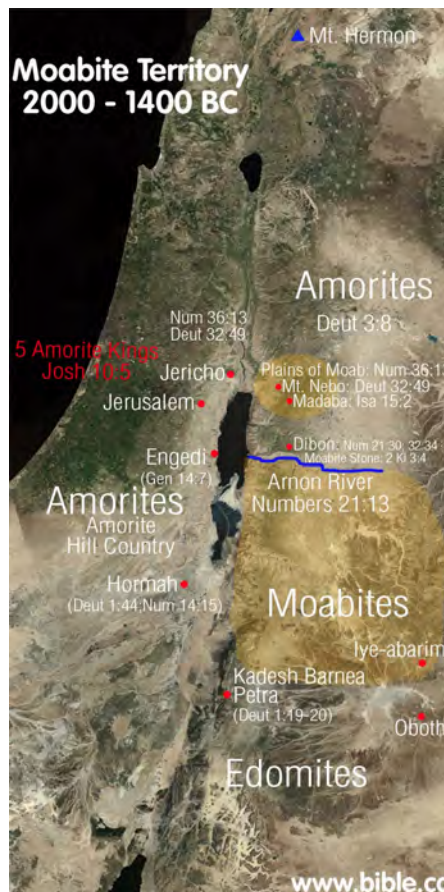 Mt. Hermon
Moabite Territory
2000 - 1400 BC
Amorites
Deut 3:8
Num 36:13
Deut 32:49
5 Amorite Kings
Josh 10:5
Jericho
Plains of Moab: Num 36:1
Mt. Nebo: Deut 32:49
Madaba: Isa 15:2
Jerusalem
Dibon: Num 21:30; 32:34
Moabite Stone: 2 Ki 3:4
Engedi
(Gen 14:7)
Arnon River
Numbers 21:13
Amorites
Amorite
Hill Country
Hormah
(Deut 1:44; Num 14:15)
Moabites
Iye-abarim
Kadesh Barnea
Petra
(Deut 1:19-20)
Oboth
Edomites
www.bible.c